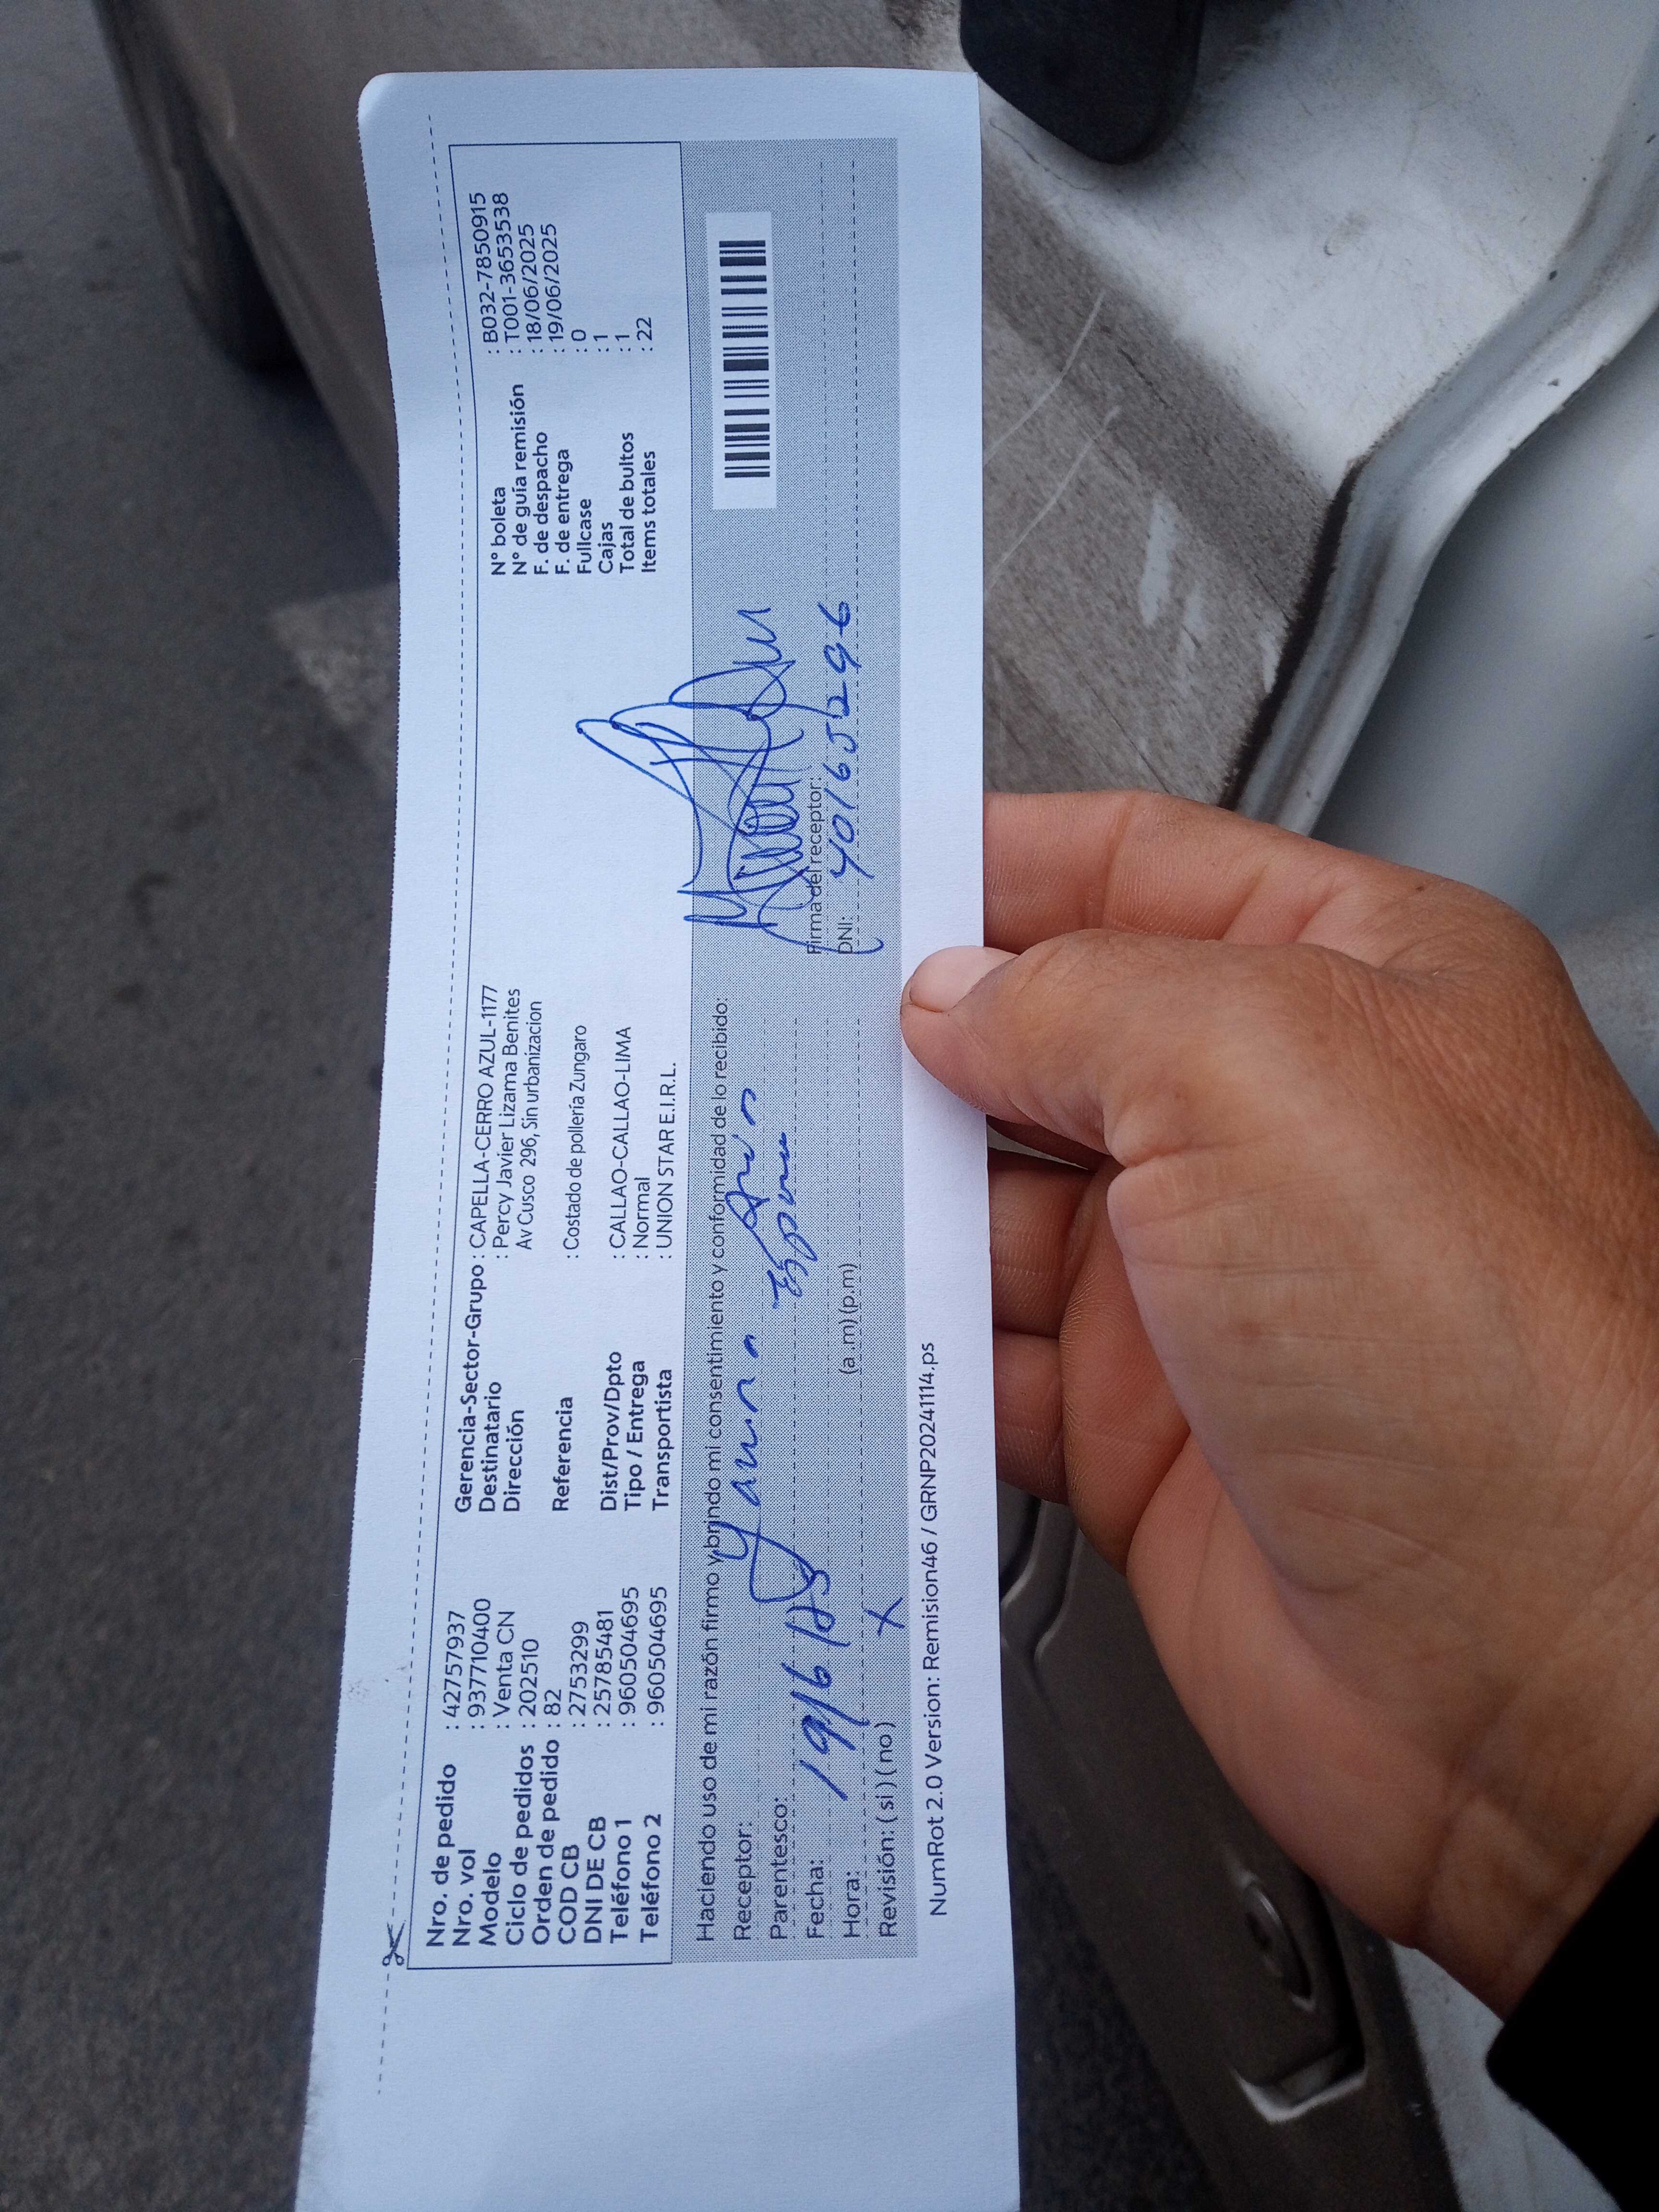 Nro. de pedido : 42757937
Nro. vol : 937710400
Modelo : Venta CN
Ciclo de pedidos : 202510
Orden de pedido : 82
COD CB : 2753299
DNI DE CB : 25785481
Teléfono 1 : 960504695
Teléfono 2 : 960504695
Gerencia-Sector-Grupo : CAPELLA-CERRO AZUL-1177
Destinatario : Percy Javier Lizama Benites
Dirección Av Cusco 296, Sin urbanizacion
Referencia : Costado de pollería Zungaro
Dist/Prov/Dpto : CALLAO-CALLAO-LIMA
Tipo / Entrega : Normal
Transportista : UNION STAR E.I.R.L.
N° boleta : B032-7850915
N° de guía remisión : T001-3653538
F. de despacho : 18/06/2025
F. de entrega : 19/06/2025
Fullcase : 0
Cajas : 1
Total de bultos : 1
Items totales : 22
Haciendo uso de mi razón firmo y brindo mi consentimiento y conformidad de lo recibido:
Receptor:
Parentesco:
Fecha: 19/6/25
Hora: (a .m) (p.m)
Revisión: ( si ) ( no ) X
Firma del receptor:
DNI: 40165296
NumRot 2.0 Version: Remision46 / GRNP20241114.ps